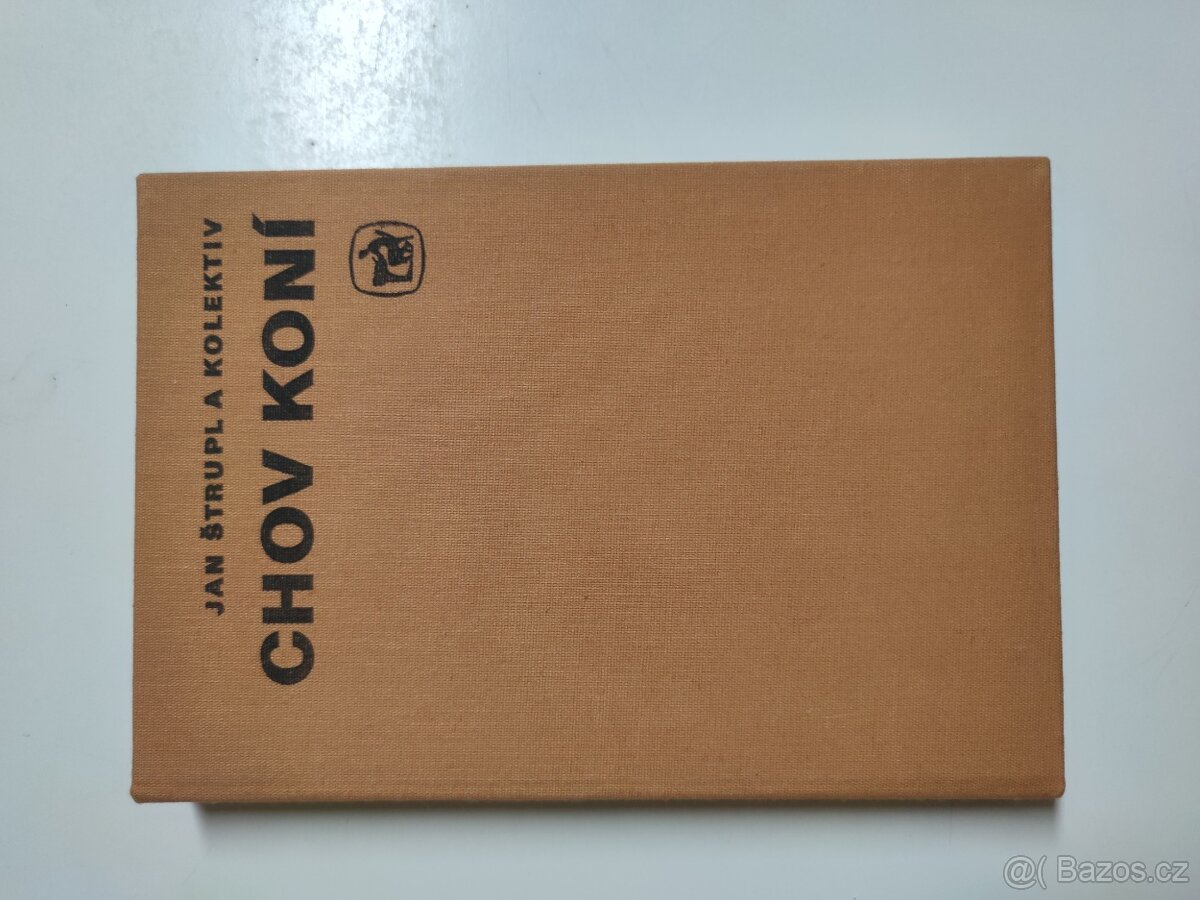 JAN ŠTRUPL A KOLEKTIV
CHOV KONÍ
@( Bazos.cz